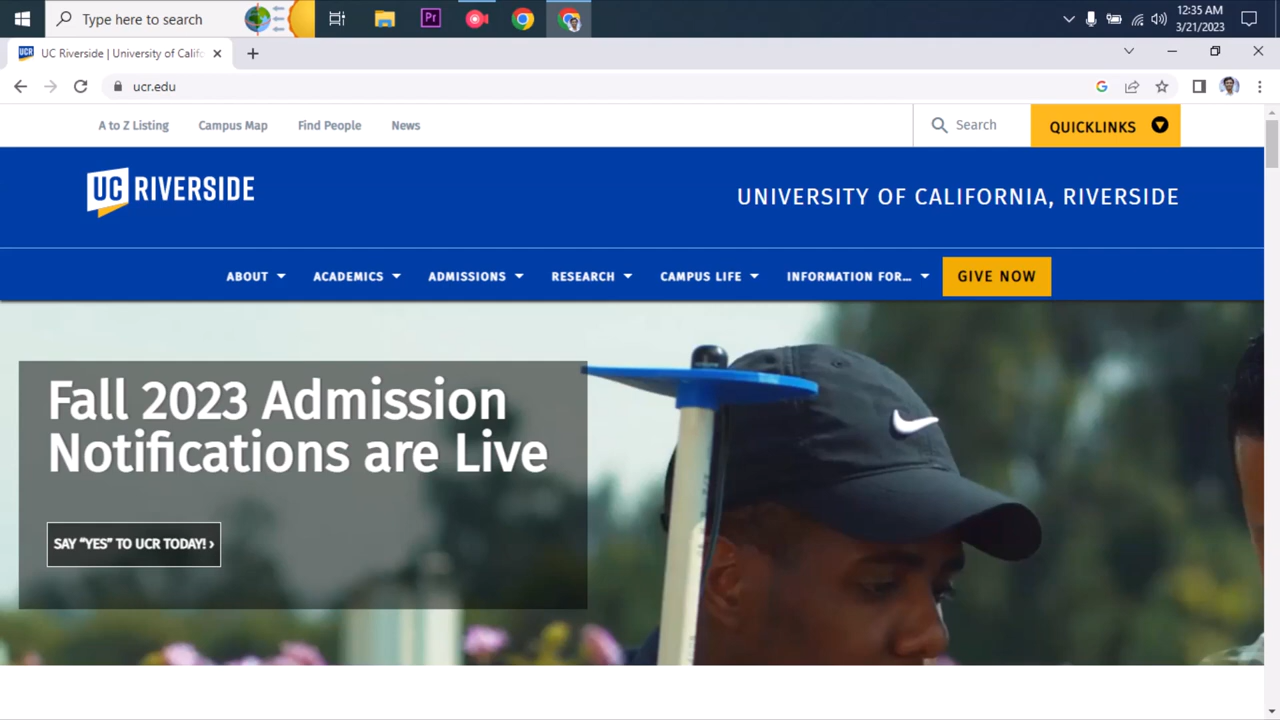 Type here to search
Pr
12:35 AM
3/21/2023
UCR
UC Riverside | University of Califo
ucr.edu
A to Z Listing
Campus Map
Find People
News
Search
QUICKLINKS
UC RIVERSIDE
UNIVERSITY OF CALIFORNIA, RIVERSIDE
ABOUT
ACADEMICS
ADMISSIONS
RESEARCH
CAMPUS LIFE
INFORMATION FOR...
GIVE NOW
Fall 2023 Admission
Notifications are Live
SAY “YES” TO UCR TODAY! ›